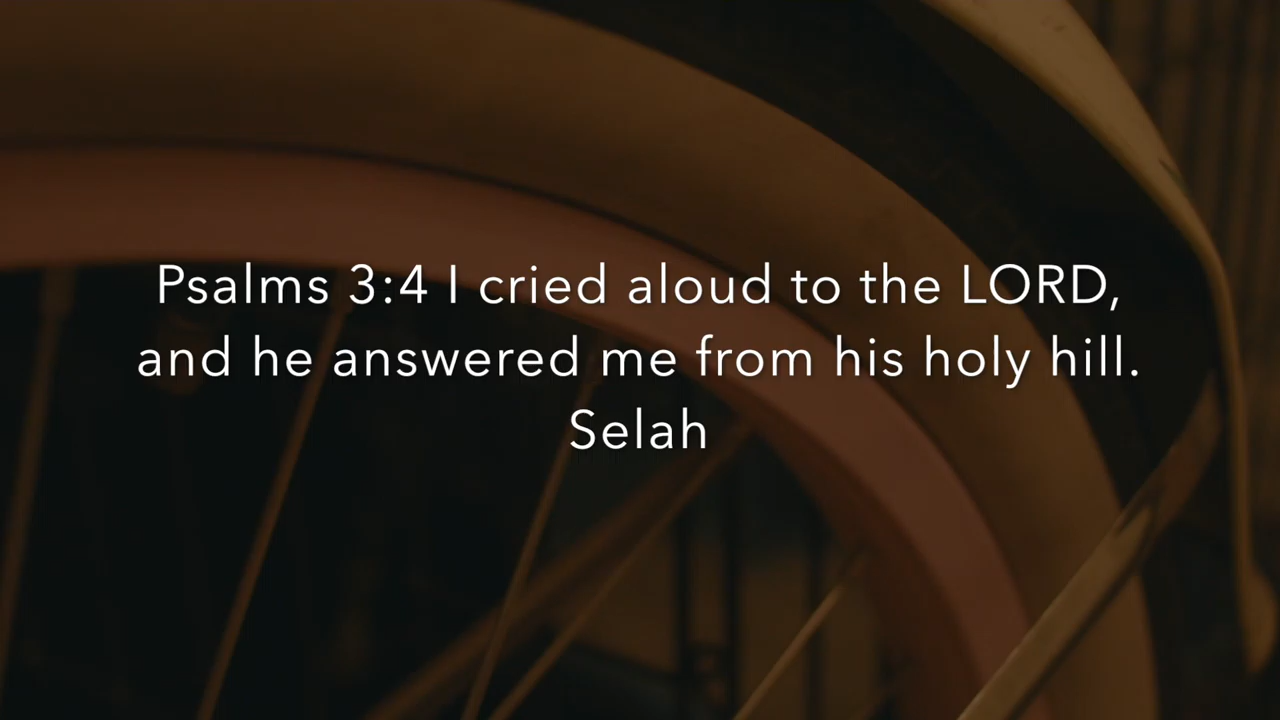 Psalms 3:4 I cried aloud to the LORD,
and he answered me from his holy hill.
Selah